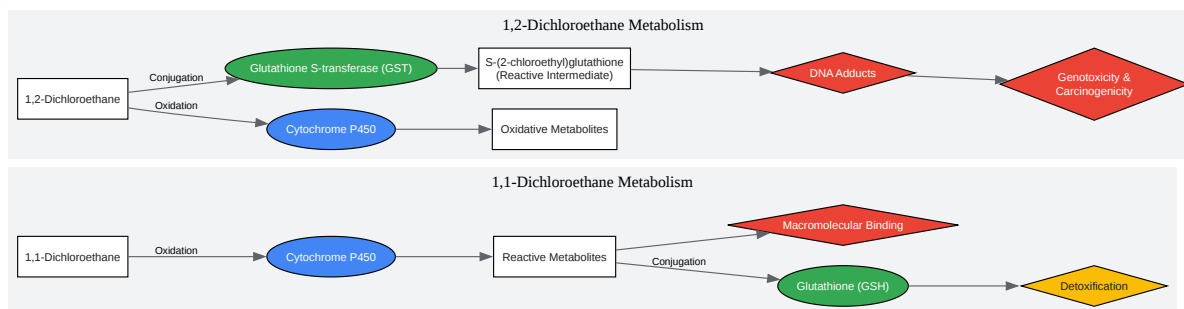 1,2-Dichloroethane Metabolism
1,2-Dichloroethane
Conjugation
Oxidation
Glutathione S-transferase (GST)
Cytochrome P450
S-(2-chloroethyl)glutathione
(Reactive Intermediate)
Oxidative Metabolites
DNA Adducts
Genotoxicity &
Carcinogenicity
1,1-Dichloroethane Metabolism
1,1-Dichloroethane
Oxidation
Cytochrome P450
Reactive Metabolites
Conjugation
Macromolecular Binding
Glutathione (GSH)
Detoxification